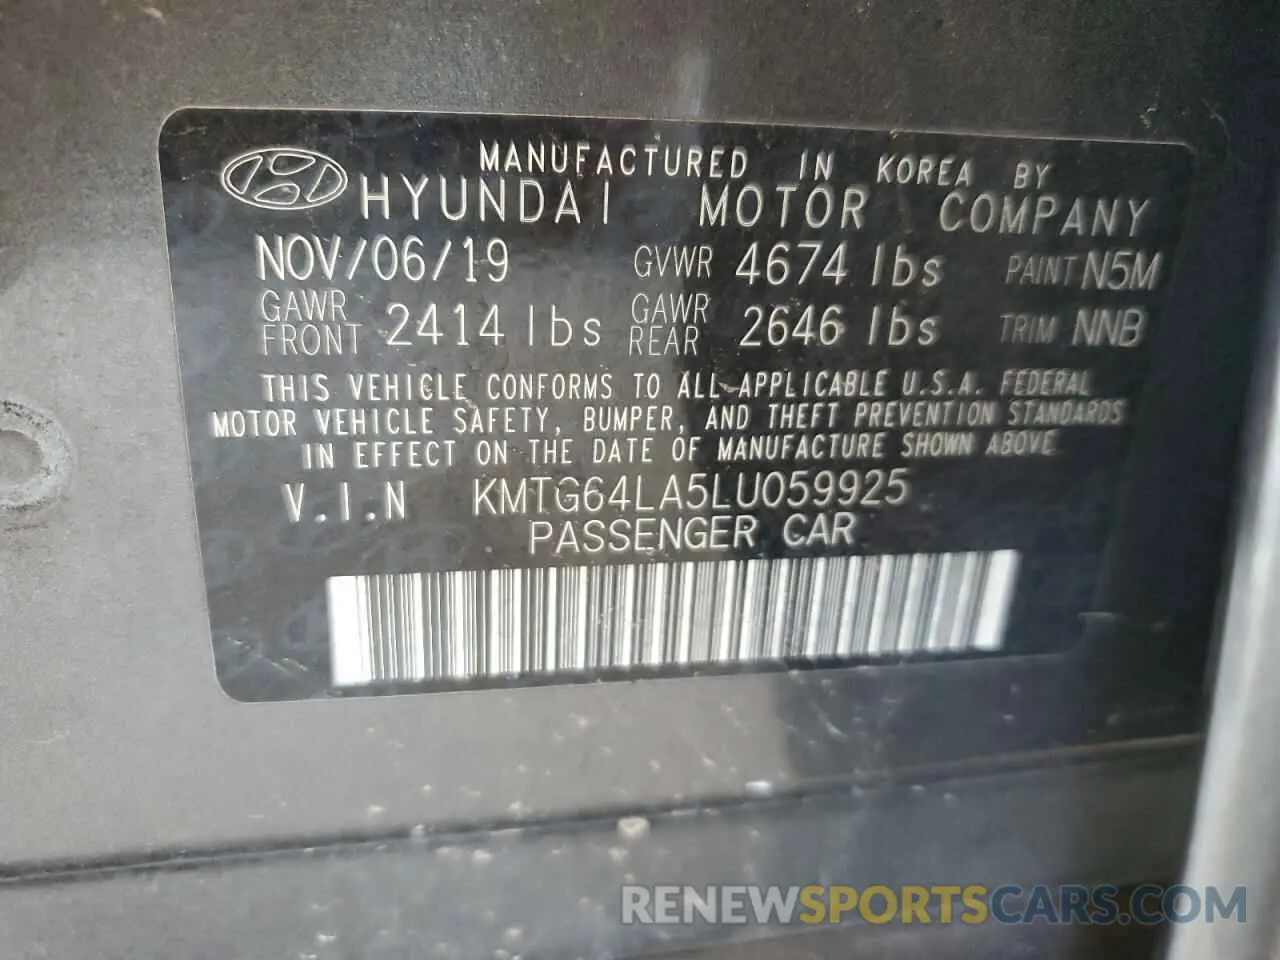 MANUFACTURED IN KOREA BY
HYUNDAI MOTOR COMPANY
NOV/06/19 GVWR 4674 lbs PAINT N5M
GAWR FRONT 2414 lbs GAWR REAR 2646 lbs TRIM NNB
THIS VEHICLE CONFORMS TO ALL APPLICABLE U.S.A. FEDERAL
MOTOR VEHICLE SAFETY, BUMPER, AND THEFT PREVENTION STANDARDS
IN EFFECT ON THE DATE OF MANUFACTURE SHOWN ABOVE
V.I.N KMTG64LA5LU059925
PASSENGER CAR
RENEWSPORTSCARS.COM